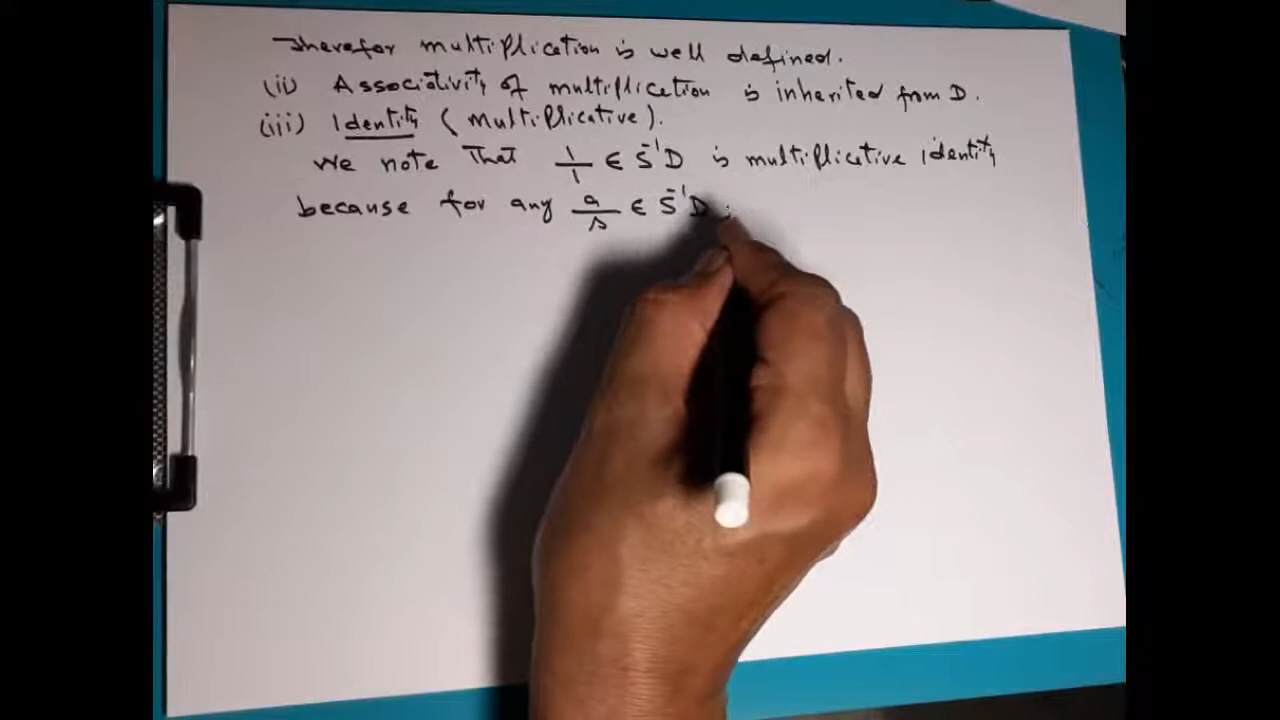 Therefor multiplication is well defined.
(ii) Associativity of multiplication is inherited from D.
(iii) Identity (multiplicative).
We note that 1/1 ∈ S⁻¹D is multiplicative identity
because for any a/s ∈ S⁻¹D